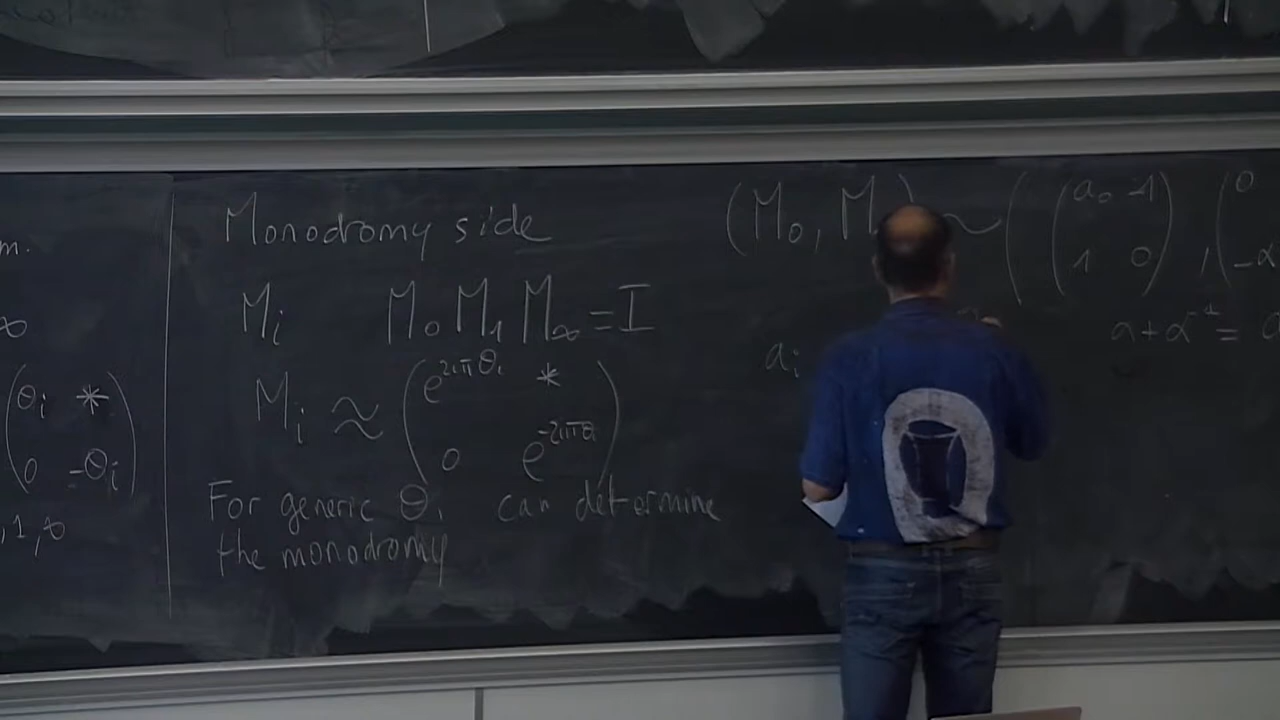 m.
∞
( θi *
0 -θi )
,1,∞
Monodromy side
Mi M0 M1 M∞ = I
Mi ≈ ( e^{2iπθi} *
0 e^{-2iπθi} )
For generic θi can determine
the monodromy
(M0, M ) ~ ( ( a0 -1
1 0 ) , ( 0
-α
ai
a+α^{-1} =